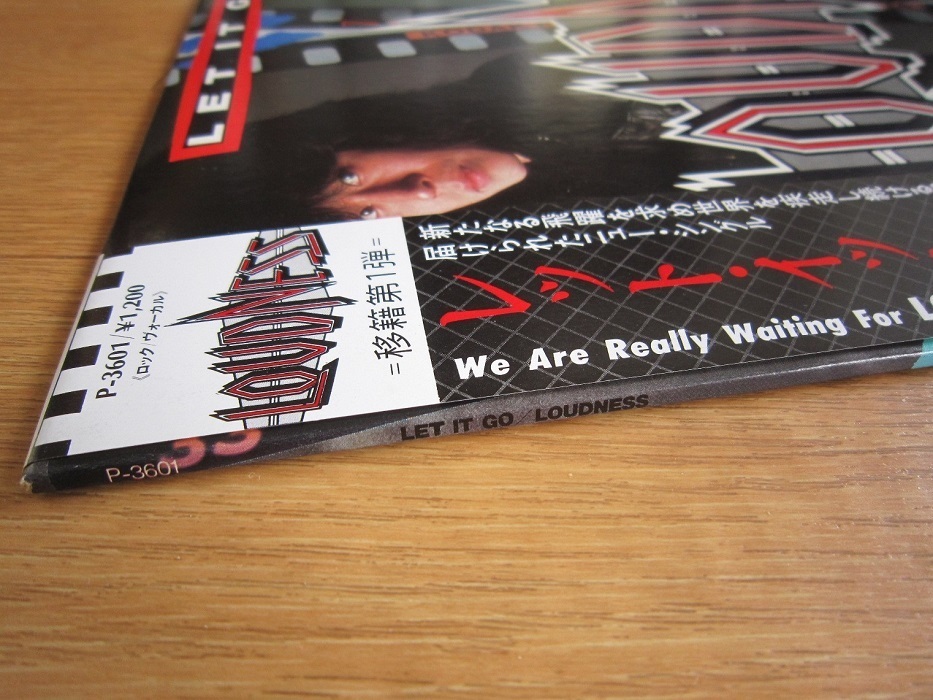 LET IT G
LOUDNESS
P-3601/¥1,200
《ロック/ヴォーカル》
LOUDNESS
=移籍第1弾=
新たなる飛躍を求め世界を疾走し続ける
届けられたニュー・シングル
レット・イッ
We Are Really Waiting For LO
LET IT GO/LOUDNESS
P-3601
33